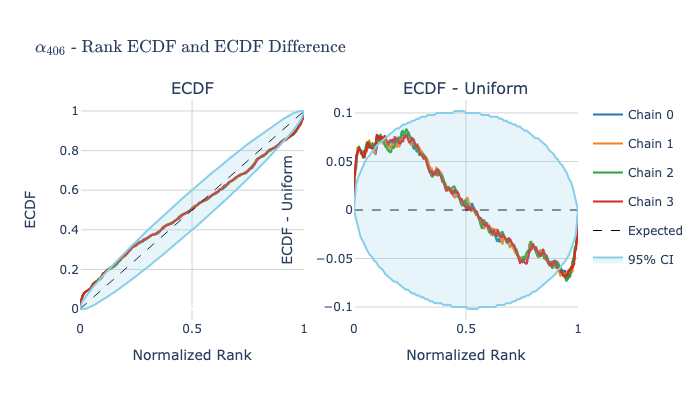 α406 - Rank ECDF and ECDF Difference
ECDF
ECDF - Uniform
1
0.8
0.6
0.4
0.2
0
0
0.5
1
ECDF
Normalized Rank
0.1
0.05
0
−0.05
−0.1
0
0.5
1
ECDF - Uniform
Normalized Rank
Chain 0
Chain 1
Chain 2
Chain 3
Expected
95% CI